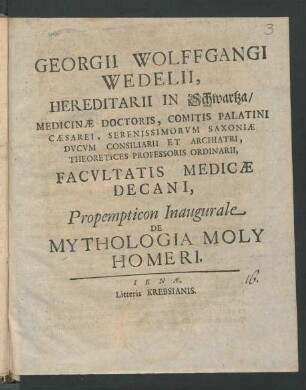 3
GEORGII WOLFFGANGI
WEDELII,
HEREDITARII IN Schwartza/
MEDICINÆ DOCTORIS, COMITIS PALATINI
CÆSAREI, SERENISSIMORVM SAXONIÆ
DVCVM CONSILIARII ET ARCHIATRI,
THEORETICES PROFESSORIS ORDINARII,
FACVLTATIS MEDICÆ
DECANI,
Propempticon Inaugurale
DE
MYTHOLOGIA MOLY
HOMERI.
IENÆ,
Litteris KREBSIANIS.
16.